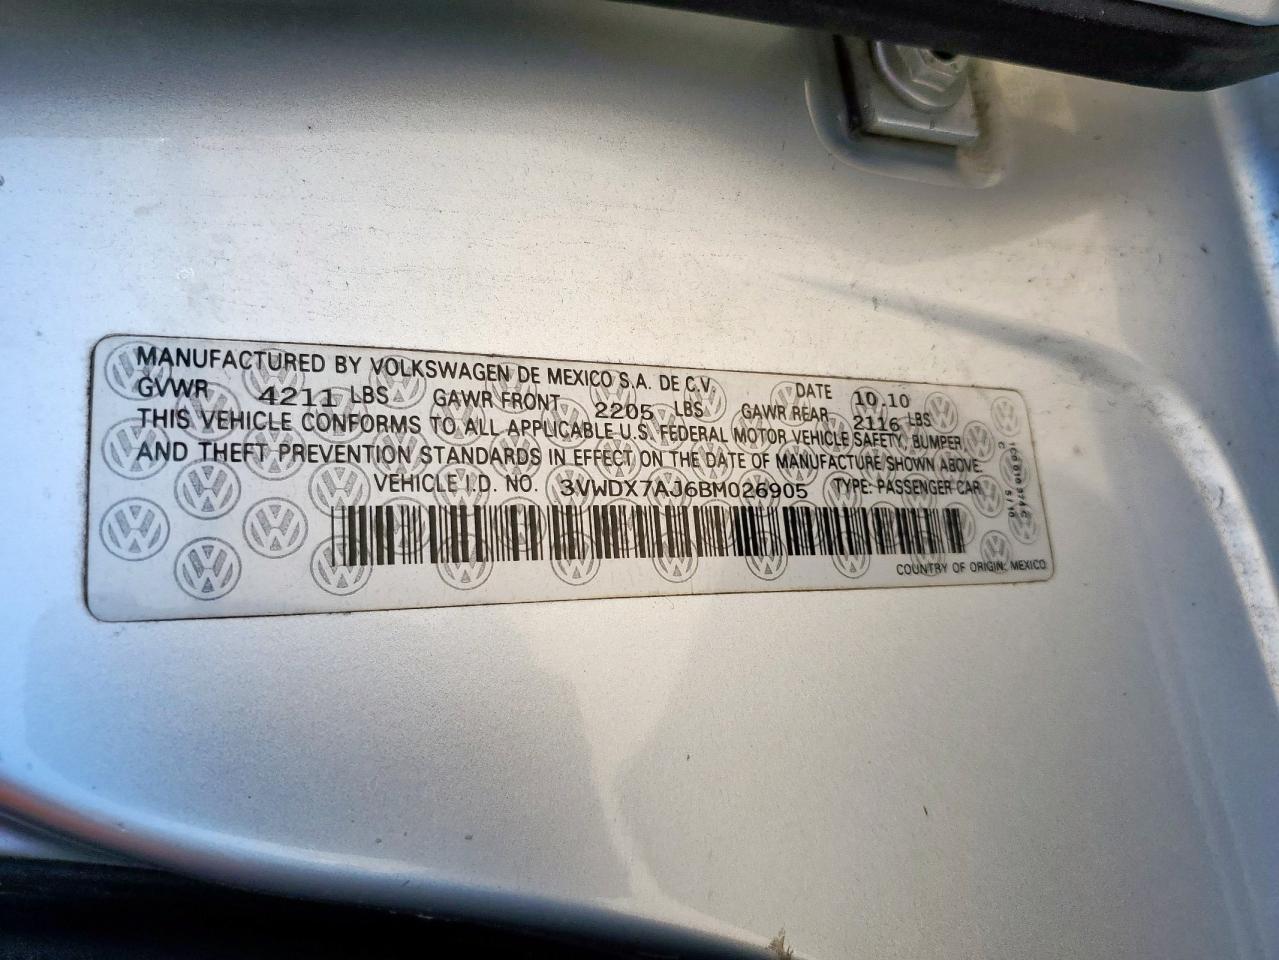 MANUFACTURED BY VOLKSWAGEN DE MEXICO S.A. DE C.V. DATE 10.10
GVWR 4211 LBS GAWR FRONT 2205 LBS GAWR REAR 2116 LBS
THIS VEHICLE CONFORMS TO ALL APPLICABLE U.S. FEDERAL MOTOR VEHICLE SAFETY, BUMPER
AND THEFT PREVENTION STANDARDS IN EFFECT ON THE DATE OF MANUFACTURE SHOWN ABOVE.
VEHICLE I.D. NO. 3VWDX7AJ6BM026905 TYPE: PASSENGER CAR
COUNTRY OF ORIGIN: MEXICO